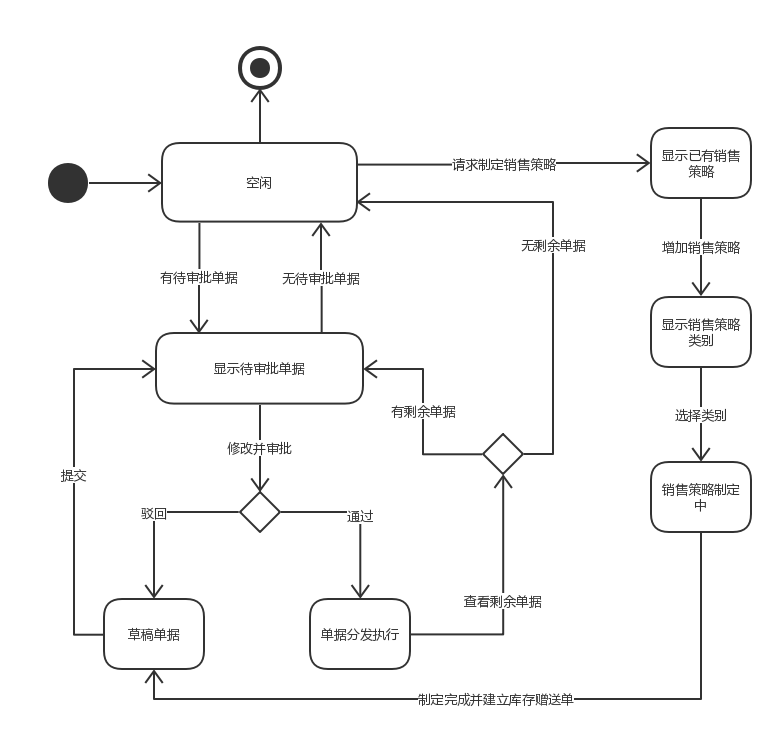 空闲
请求制定销售策略
显示已有销售
策略
无剩余单据
增加销售策略
有待审批单据
无待审批单据
显示销售策略
类别
显示待审批单据
有剩余单据
选择类别
修改并审批
提交
销售策略制定
中
驳回
通过
查看剩余单据
草稿单据
单据分发执行
制定完成并建立库存赠送单